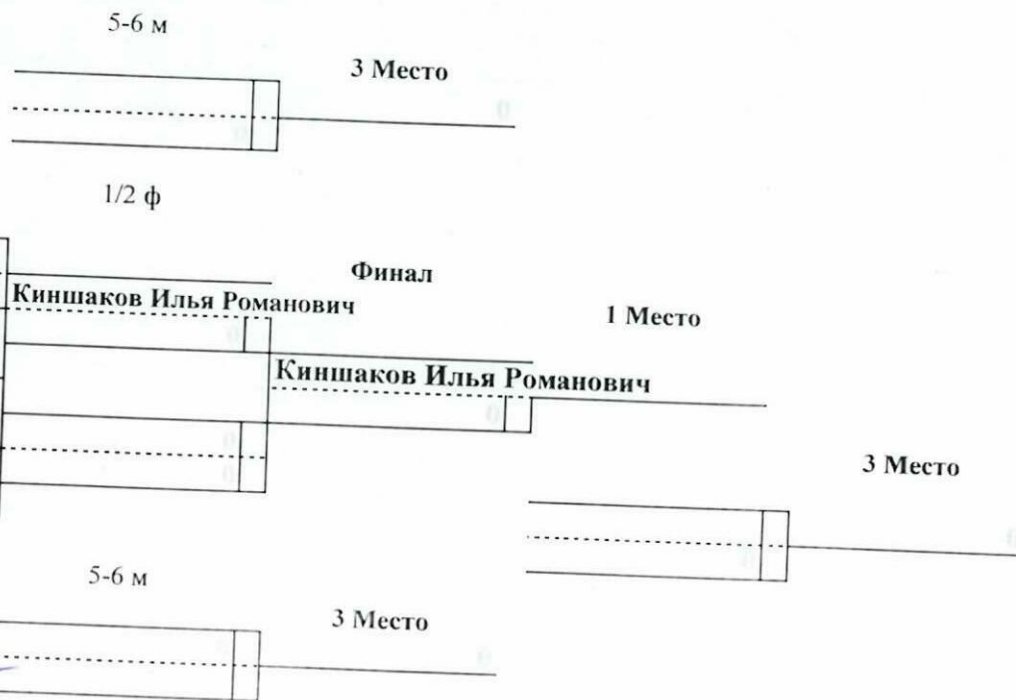 5-6 м
3 Место
1/2 ф
Финал
Киншаков Илья Романович
1 Место
Киншаков Илья Романович
3 Место
5-6 м
3 Место